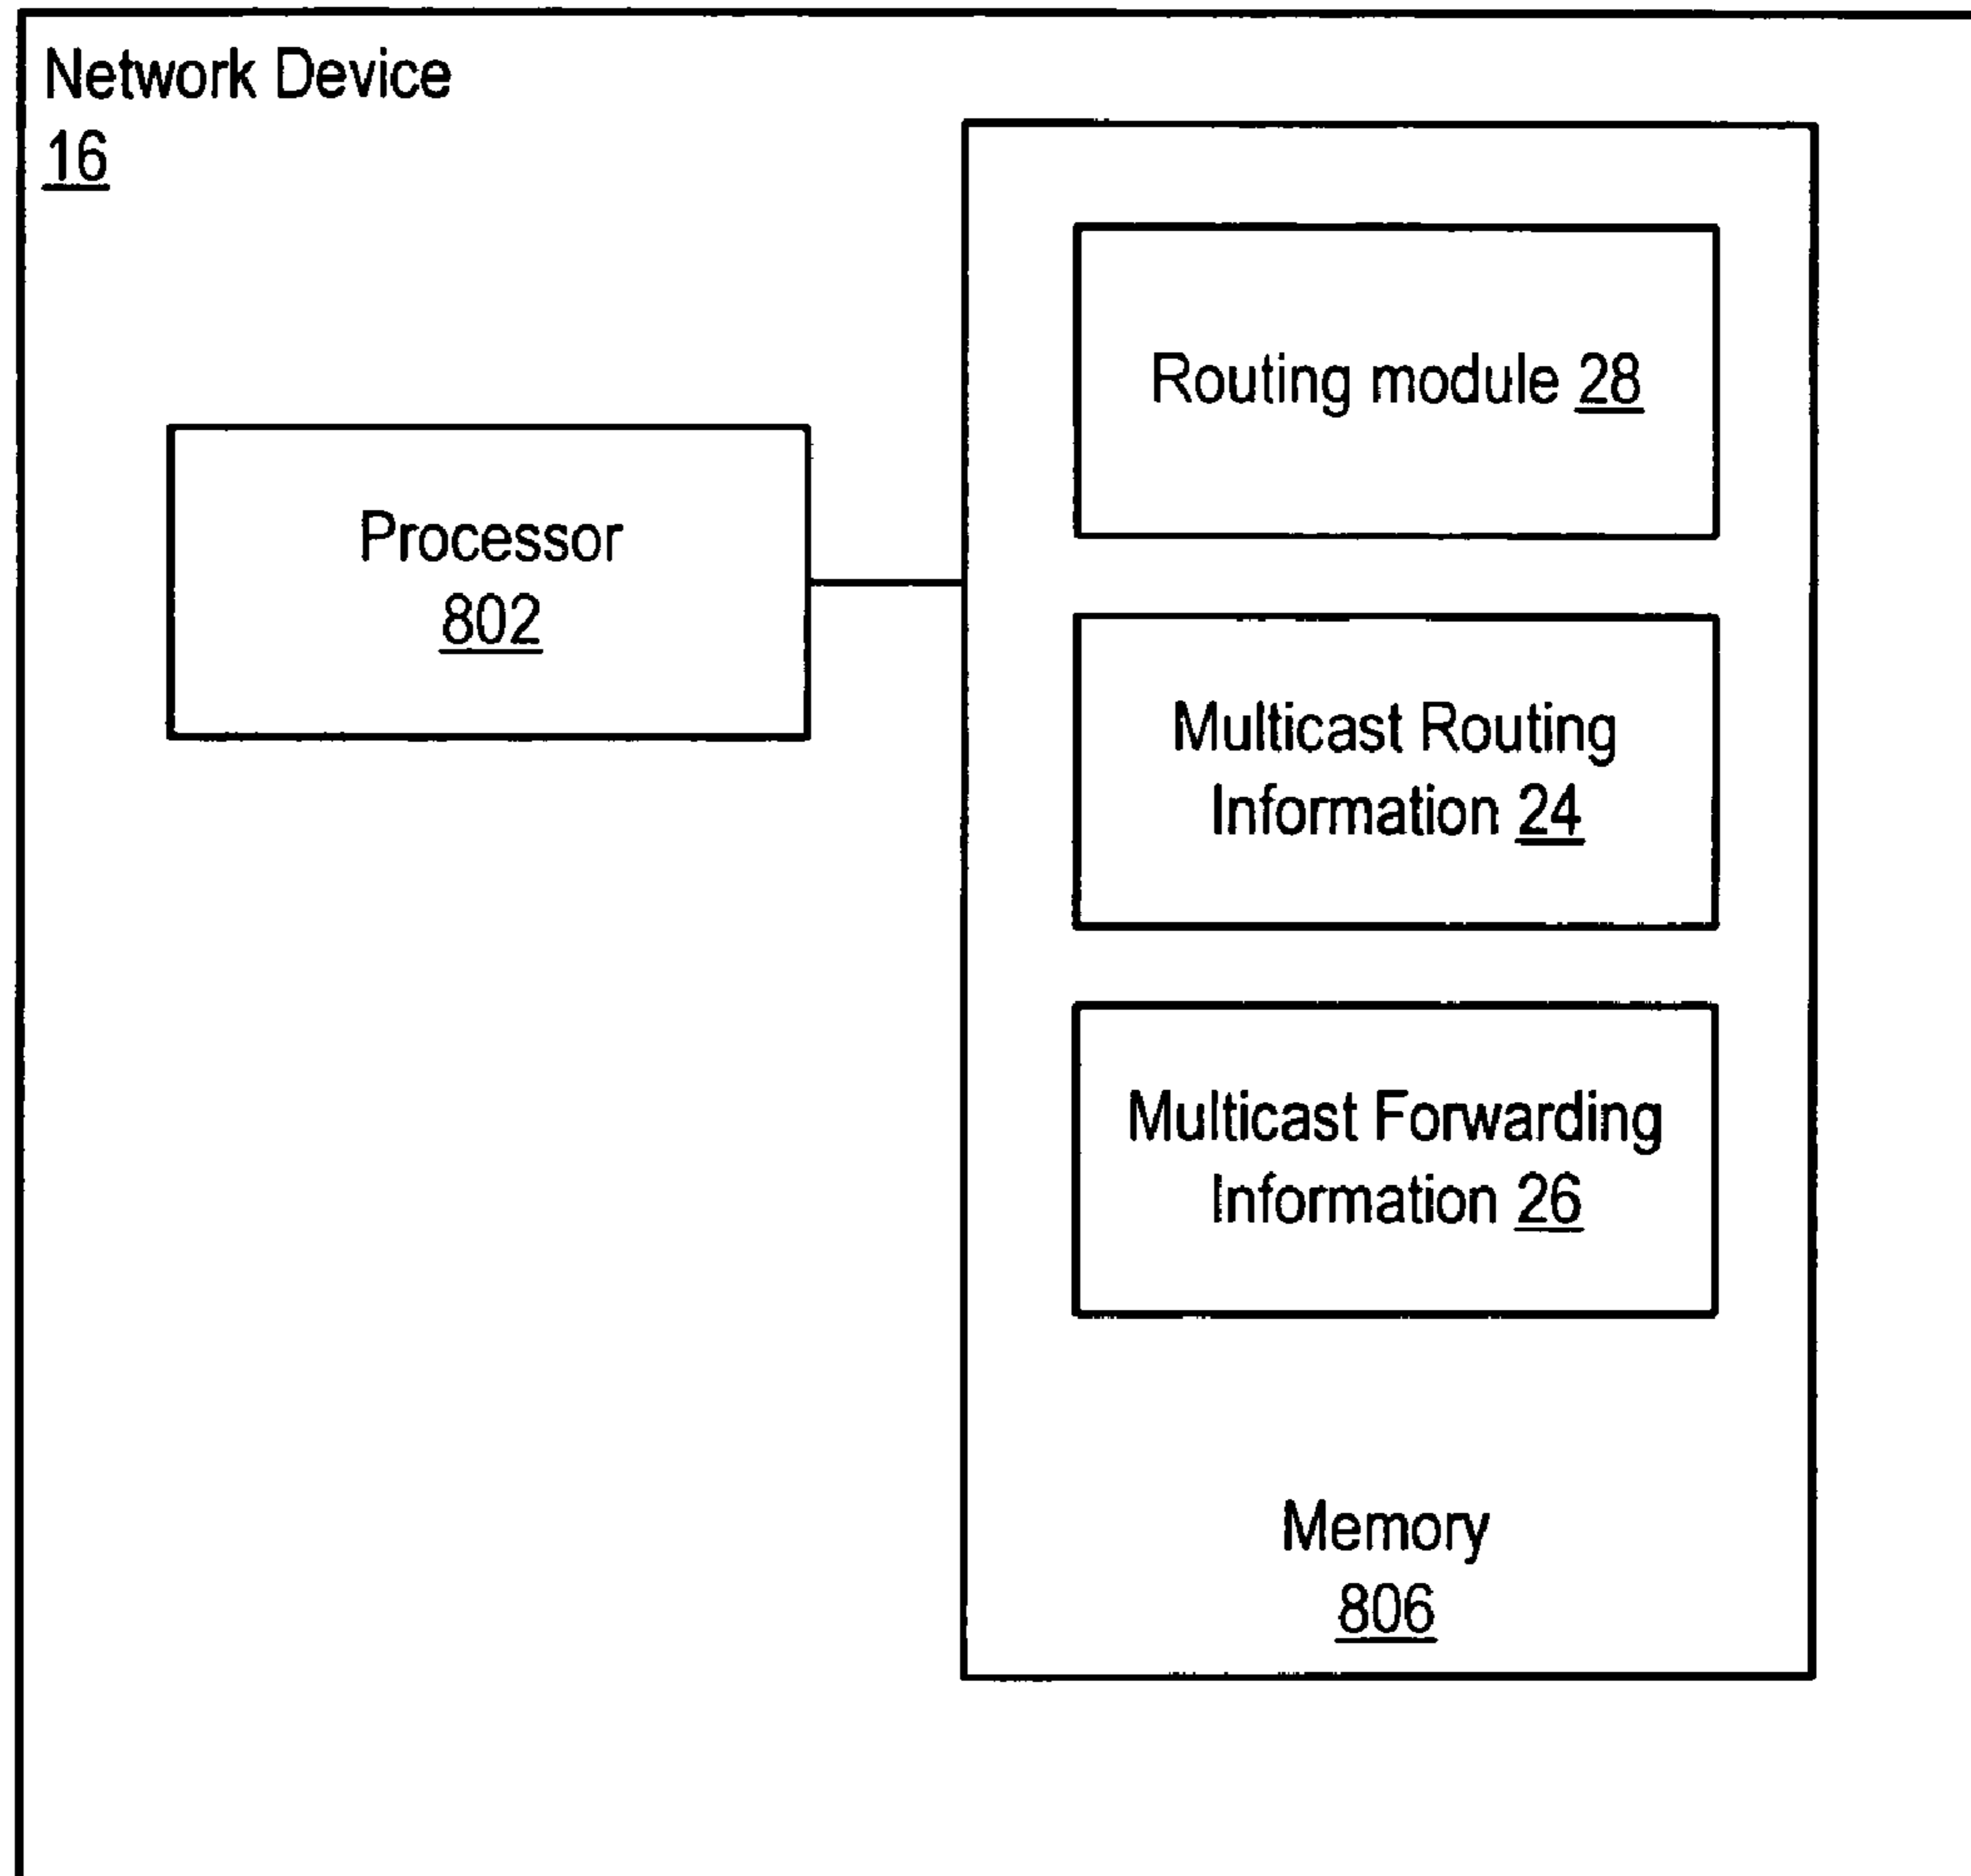 Network Device
16
Routing module 28
Processor
802
Multicast Routing
Information 24
Multicast Forwarding
Information 26
Memory
806